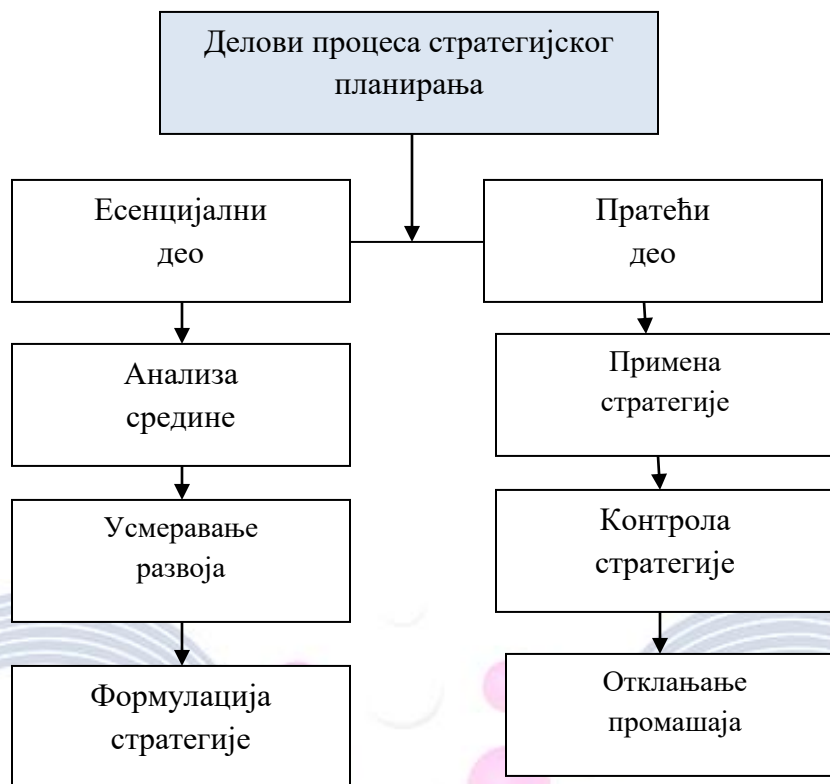 Делови процеса стратегијског
планирања
Есенцијални
део
Пратећи
део
Анализа
средине
Примена
стратегије
Усмеравање
развоја
Контрола
стратегије
Формулација
стратегије
Отклањање
промашаја